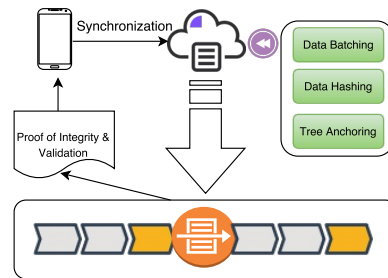 Synchronization
Data Batching
Data Hashing
Tree Anchoring
Proof of Integrity &
Validation